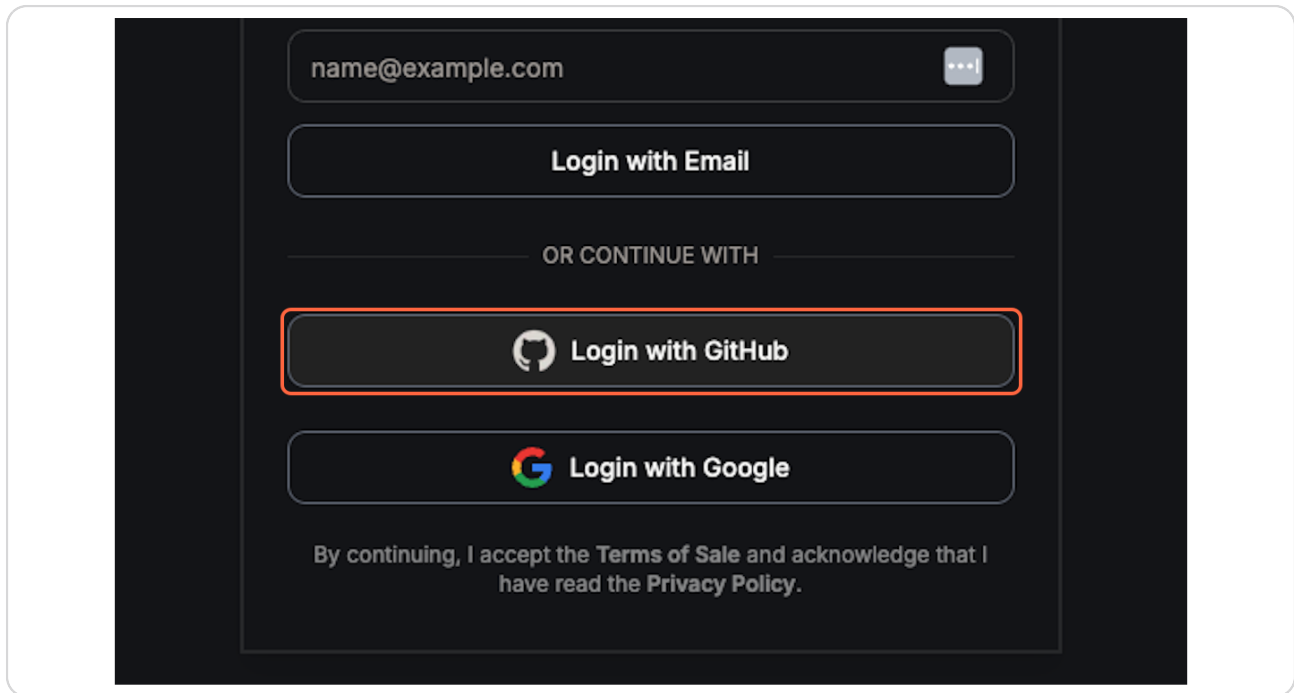 name@example.com
Login with Email
OR CONTINUE WITH
Login with GitHub
Login with Google
By continuing, I accept the Terms of Sale and acknowledge that I
have read the Privacy Policy.